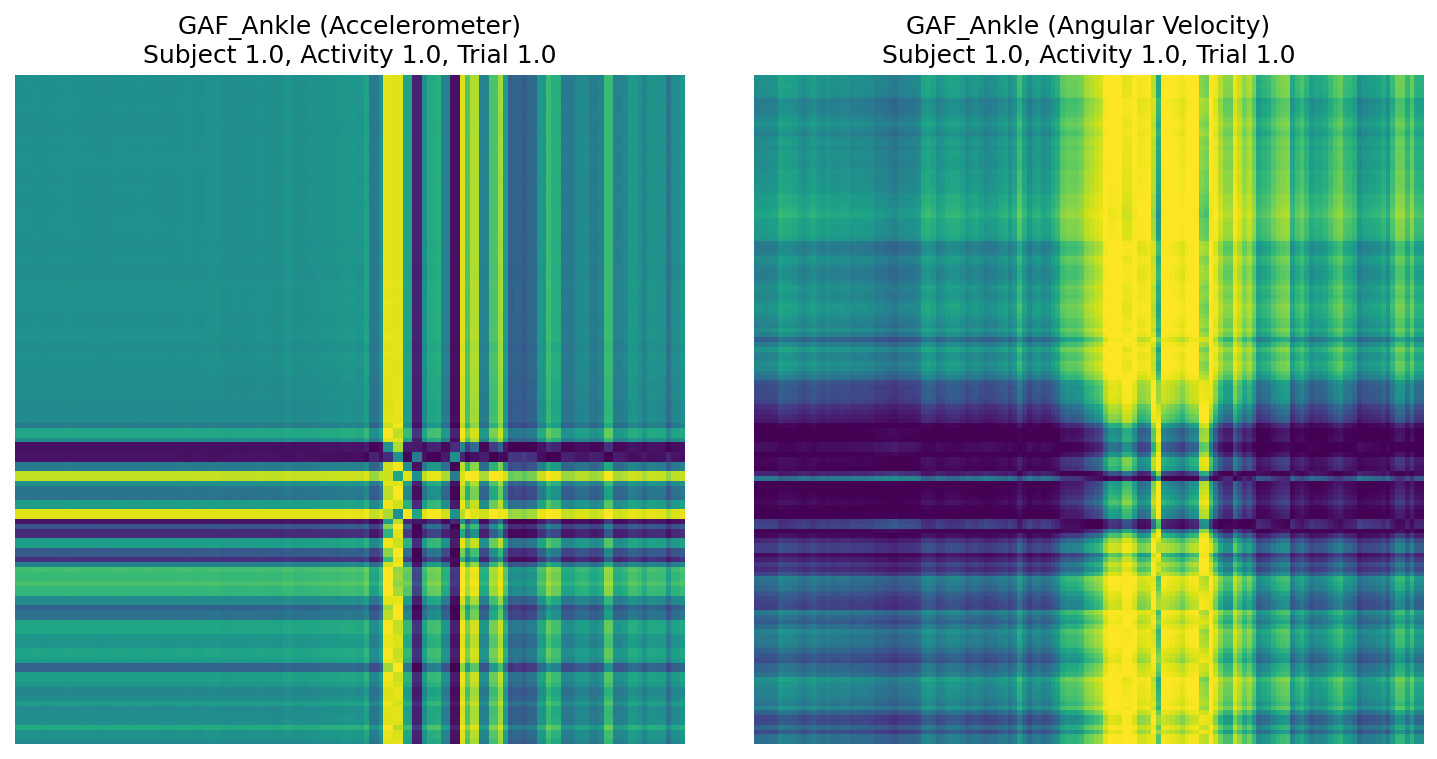 GAF_Ankle (Accelerometer)
Subject 1.0, Activity 1.0, Trial 1.0
GAF_Ankle (Angular Velocity)
Subject 1.0, Activity 1.0, Trial 1.0